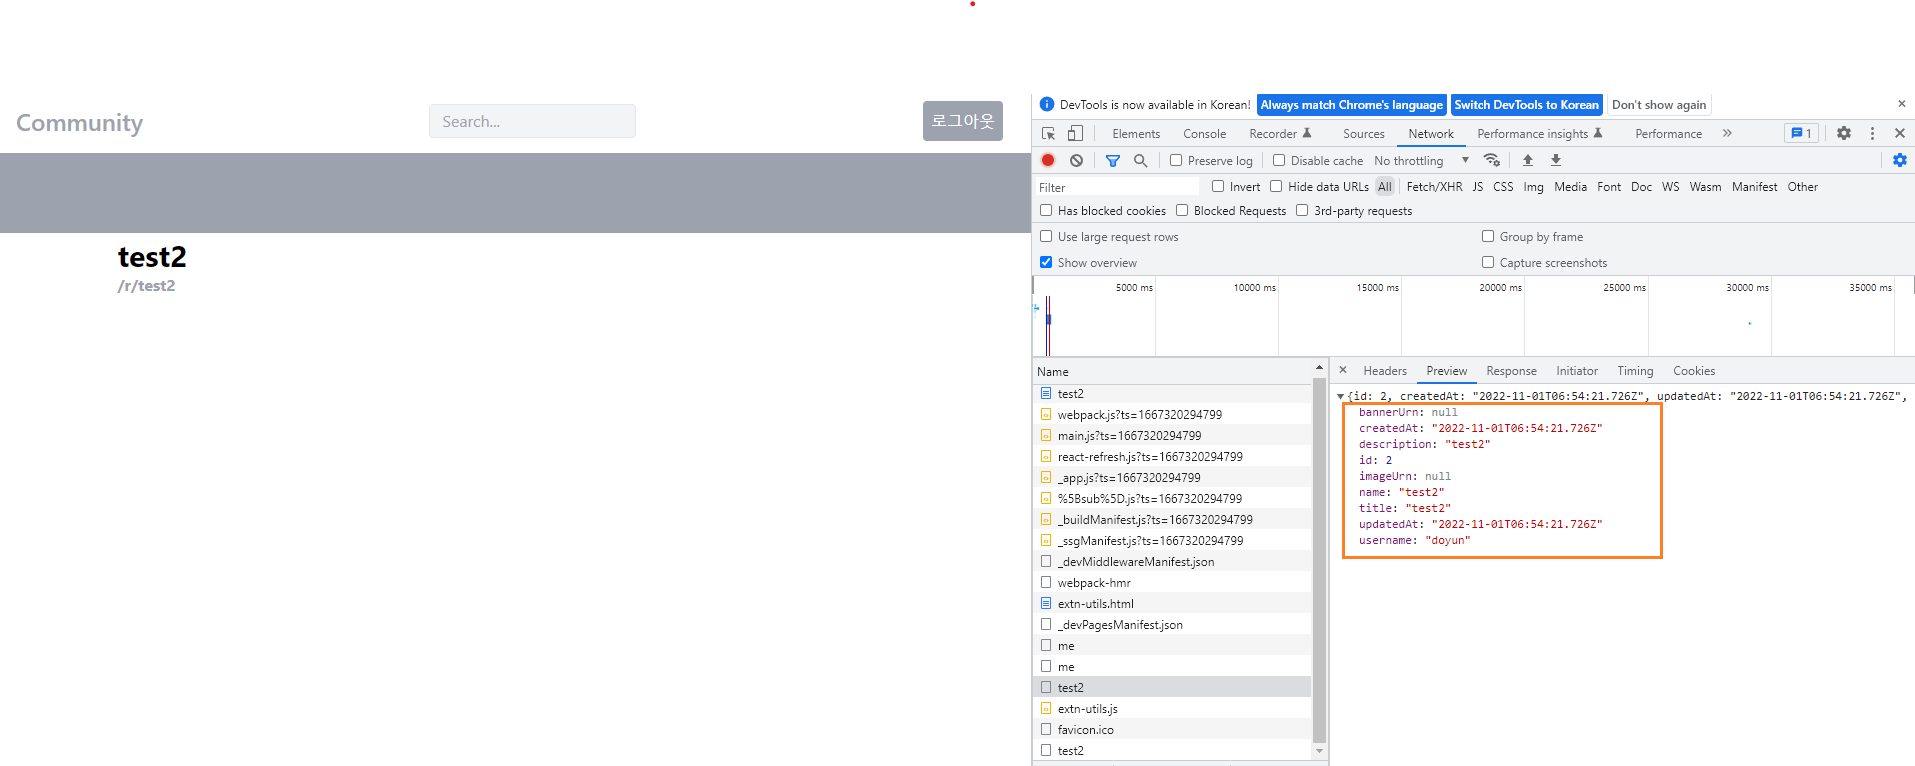 Community
Search...
로그아웃
test2
/r/test2
DevTools is now available in Korean! Always match Chrome's language Switch DevTools to Korean Don't show again
Elements Console Recorder Sources Network Performance insights Performance 1
Preserve log Disable cache No throttling
Filter Invert Hide data URLs All Fetch/XHR JS CSS Img Media Font Doc WS Wasm Manifest Other
Has blocked cookies Blocked Requests 3rd-party requests
Use large request rows Group by frame
Show overview Capture screenshots
5000 ms 10000 ms 15000 ms 20000 ms 25000 ms 30000 ms 35000 ms
Name
test2
webpack.js?ts=1667320294799
main.js?ts=1667320294799
react-refresh.js?ts=1667320294799
_app.js?ts=1667320294799
%5Bsub%5D.js?ts=1667320294799
_buildManifest.js?ts=1667320294799
_ssgManifest.js?ts=1667320294799
_devMiddlewareManifest.json
webpack-hmr
extn-utils.html
_devPagesManifest.json
me
me
test2
extn-utils.js
favicon.ico
test2
Headers Preview Response Initiator Timing Cookies
{id: 2, createdAt: "2022-11-01T06:54:21.726Z", updatedAt: "2022-11-01T06:54:21.726Z",
bannerUrn: null
createdAt: "2022-11-01T06:54:21.726Z"
description: "test2"
id: 2
imageUrn: null
name: "test2"
title: "test2"
updatedAt: "2022-11-01T06:54:21.726Z"
username: "doyun"